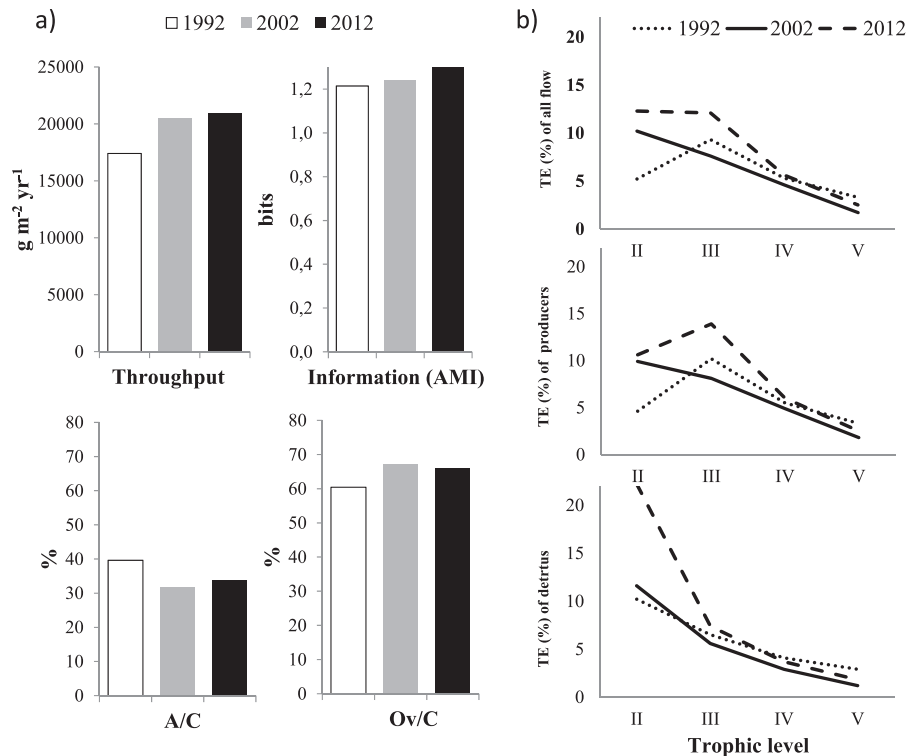 a)
1992 2002 2012
25000
20000
15000
10000
5000
0
g m⁻² yr⁻¹
Throughput
1,2
1,0
0,8
0,6
0,4
0,2
0,0
bits
Information (AMI)
80
70
60
50
40
30
20
10
0
%
A/C
80
70
60
50
40
30
20
10
0
%
Ov/C
b)
1992 2002 2012
20
15
10
5
0
TE (%) of all flow
II III IV V
20
15
10
5
0
TE (%) of producers
II III IV V
20
15
10
5
0
TE (%) of detrtus
II III IV V
Trophic level